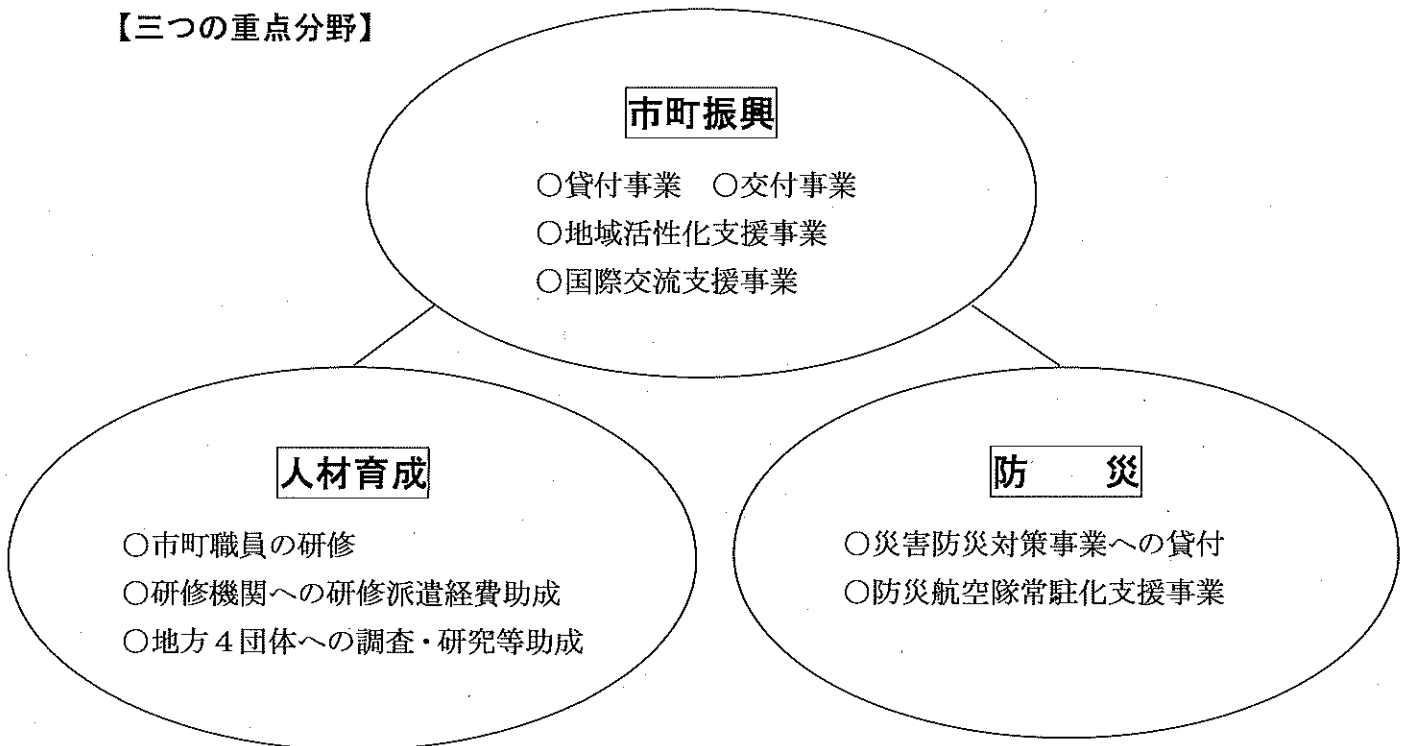 【三つの重点分野】
市町振興
○貸付事業　○交付事業
○地域活性化支援事業
○国際交流支援事業
人材育成
○市町職員の研修
○研修機関への研修派遣経費助成
○地方４団体への調査・研究等助成
防　　災
○災害防災対策事業への貸付
○防災航空隊常駐化支援事業